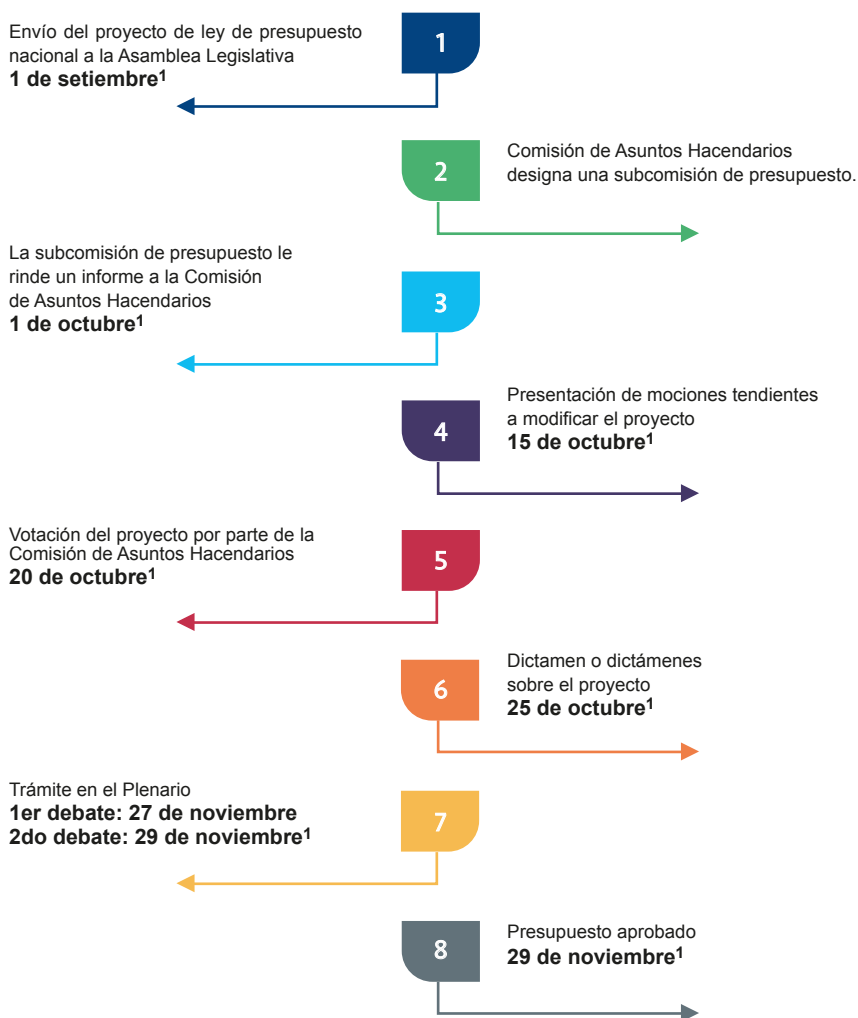 Envío del proyecto de ley de presupuesto
nacional a la Asamblea Legislativa
1 de setiembre¹
1
2
Comisión de Asuntos Hacendarios
designa una subcomisión de presupuesto.
La subcomisión de presupuesto le
rinde un informe a la Comisión
de Asuntos Hacendarios
1 de octubre¹
3
4
Presentación de mociones tendientes
a modificar el proyecto
15 de octubre¹
Votación del proyecto por parte de la
Comisión de Asuntos Hacendarios
20 de octubre¹
5
6
Dictamen o dictámenes
sobre el proyecto
25 de octubre¹
Trámite en el Plenario
1er debate: 27 de noviembre
2do debate: 29 de noviembre¹
7
8
Presupuesto aprobado
29 de noviembre¹